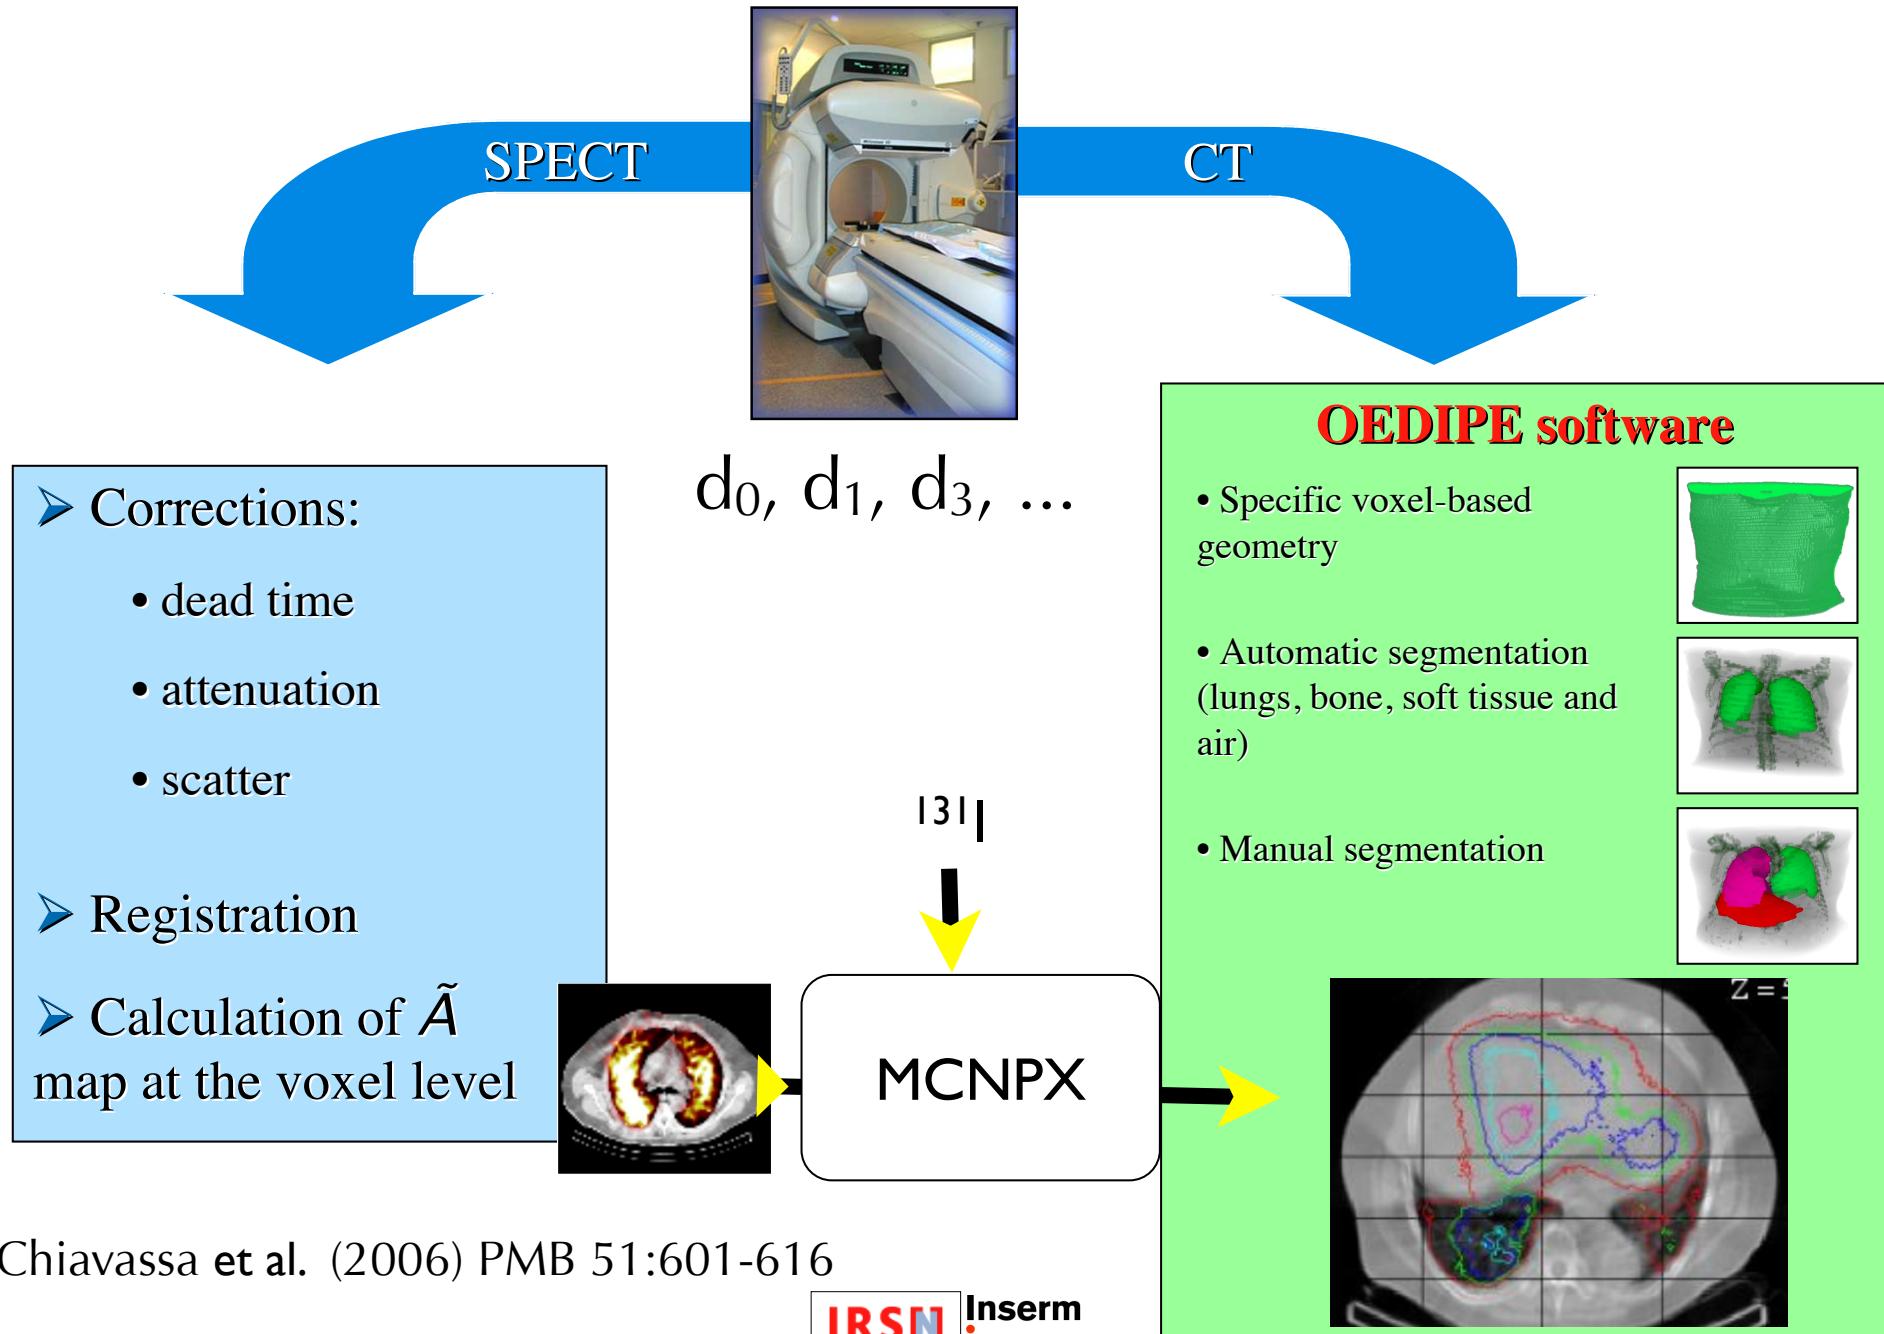 SPECT
CT
d0, d1, d3, ...
➢ Corrections:
• dead time
• attenuation
• scatter
➢ Registration
➢ Calculation of Ã
map at the voxel level
131I
MCNPX
OEDIPE software
• Specific voxel-based
geometry
• Automatic segmentation
(lungs, bone, soft tissue and
air)
• Manual segmentation
Z =
Chiavassa et al. (2006) PMB 51:601-616
IRSN
Inserm